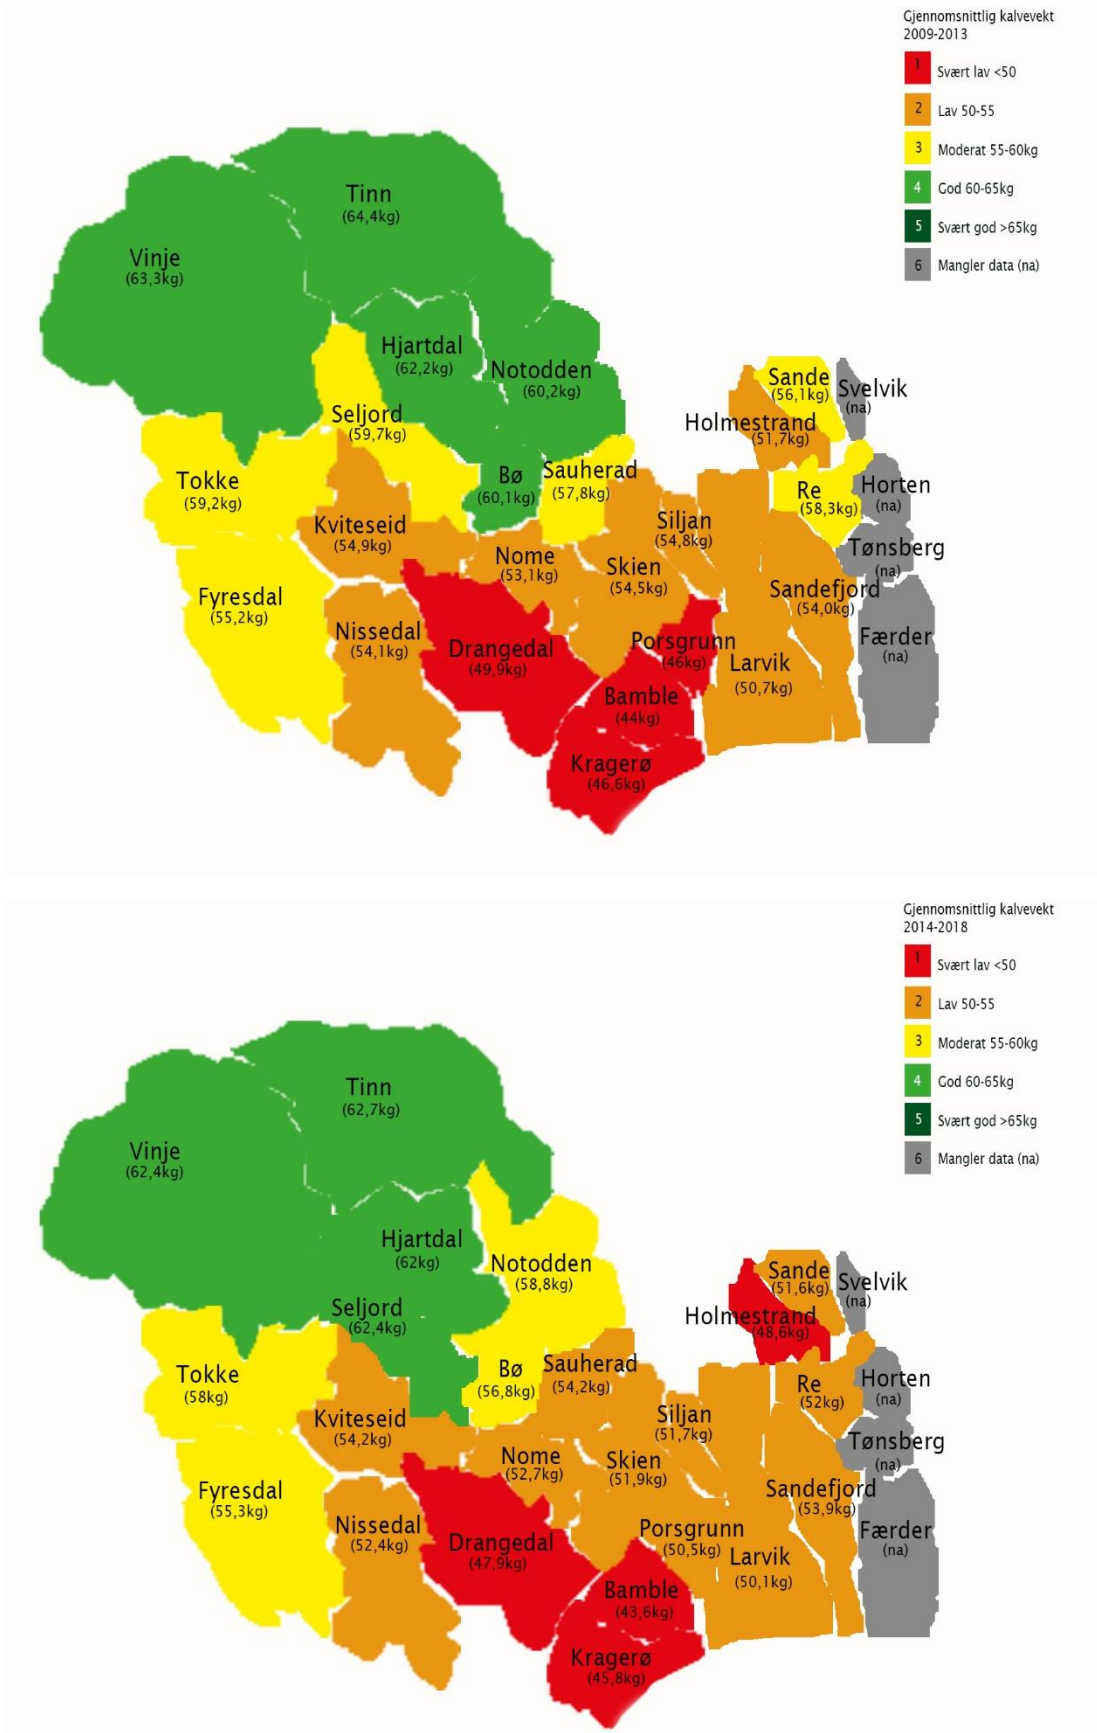 Gjennomsnittlig kalvevekt
2009-2013
1 Svært lav <50
2 Lav 50-55
3 Moderat 55-60kg
4 God 60-65kg
5 Svært god >65kg
6 Mangler data (na)
Tinn
(64,4kg)
Vinje
(63,3kg)
Hjartdal
(62,2kg)
Notodden
(60,2kg)
Sande
(56,1kg)
Svelvik
(na)
Seljord
(59,7kg)
Holmestrand
(51,7kg)
Tokke
(59,2kg)
Bø
(60,1kg)
Sauherad
(57,8kg)
Re
(58,3kg)
Horten
(na)
Kviteseid
(54,9kg)
Siljan
(54,8kg)
Nome
(53,1kg)
Skien
(54,5kg)
Tønsberg
(na)
Fyresdal
(55,2kg)
Sandefjord
(54,0kg)
Nissedal
(54,1kg)
Drangedal
(49,9kg)
Porsgrunn
(46kg)
Larvik
(50,7kg)
Færder
(na)
Bamble
(44kg)
Kragerø
(46,6kg)
Gjennomsnittlig kalvevekt
2014-2018
1 Svært lav <50
2 Lav 50-55
3 Moderat 55-60kg
4 God 60-65kg
5 Svært god >65kg
6 Mangler data (na)
Tinn
(62,7kg)
Vinje
(62,4kg)
Hjartdal
(62kg)
Notodden
(58,8kg)
Sande
(51,6kg)
Svelvik
(na)
Seljord
(62,4kg)
Holmestrand
(48,6kg)
Tokke
(58kg)
Bø
(56,8kg)
Sauherad
(54,2kg)
Re
(52kg)
Horten
(na)
Kviteseid
(54,2kg)
Siljan
(51,7kg)
Nome
(52,7kg)
Skien
(51,9kg)
Tønsberg
(na)
Fyresdal
(55,3kg)
Sandefjord
(53,9kg)
Nissedal
(52,4kg)
Drangedal
(47,9kg)
Porsgrunn
(50,5kg)
Larvik
(50,1kg)
Færder
(na)
Bamble
(43,6kg)
Kragerø
(45,8kg)